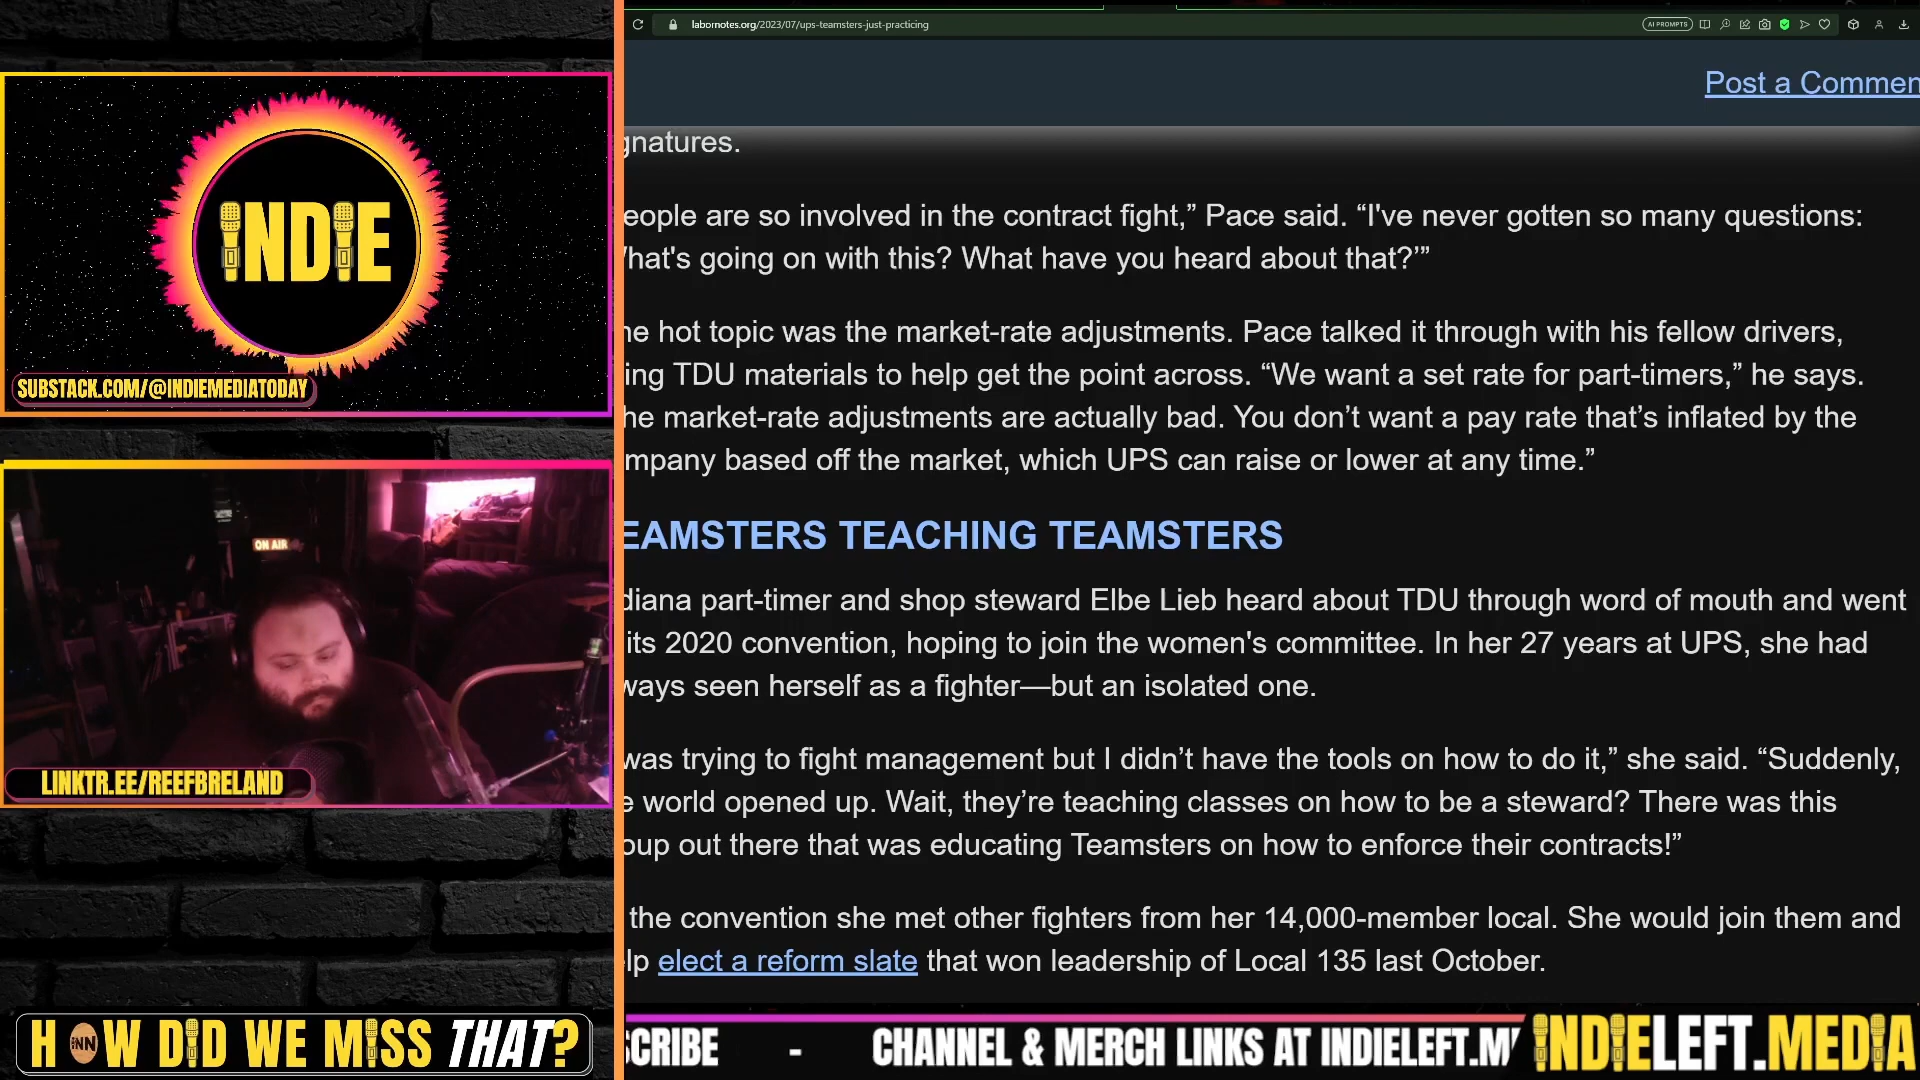 labornotes.org/2023/07/ups-teamsters-just-practicing
AI PROMPTS
Post a Commen
gnatures.
eople are so involved in the contract fight,” Pace said. “I've never gotten so many questions:
hat's going on with this? What have you heard about that?’”
he hot topic was the market-rate adjustments. Pace talked it through with his fellow drivers,
ing TDU materials to help get the point across. “We want a set rate for part-timers,” he says.
he market-rate adjustments are actually bad. You don’t want a pay rate that’s inflated by the
mpany based off the market, which UPS can raise or lower at any time.”
EAMSTERS TEACHING TEAMSTERS
diana part-timer and shop steward Elbe Lieb heard about TDU through word of mouth and went
its 2020 convention, hoping to join the women's committee. In her 27 years at UPS, she had
ways seen herself as a fighter—but an isolated one.
was trying to fight management but I didn’t have the tools on how to do it,” she said. “Suddenly,
e world opened up. Wait, they’re teaching classes on how to be a steward? There was this
oup out there that was educating Teamsters on how to enforce their contracts!”
the convention she met other fighters from her 14,000-member local. She would join them and
lp elect a reform slate that won leadership of Local 135 last October.
INDIE
SUBSTACK.COM/@INDIEMEDIATODAY
ON AIR
LINKTR.EE/REEFBRELAND
HOW DID WE MISS THAT?
INN
SCRIBE - CHANNEL & MERCH LINKS AT INDIELEFT.M
INDIELEFT.MEDIA